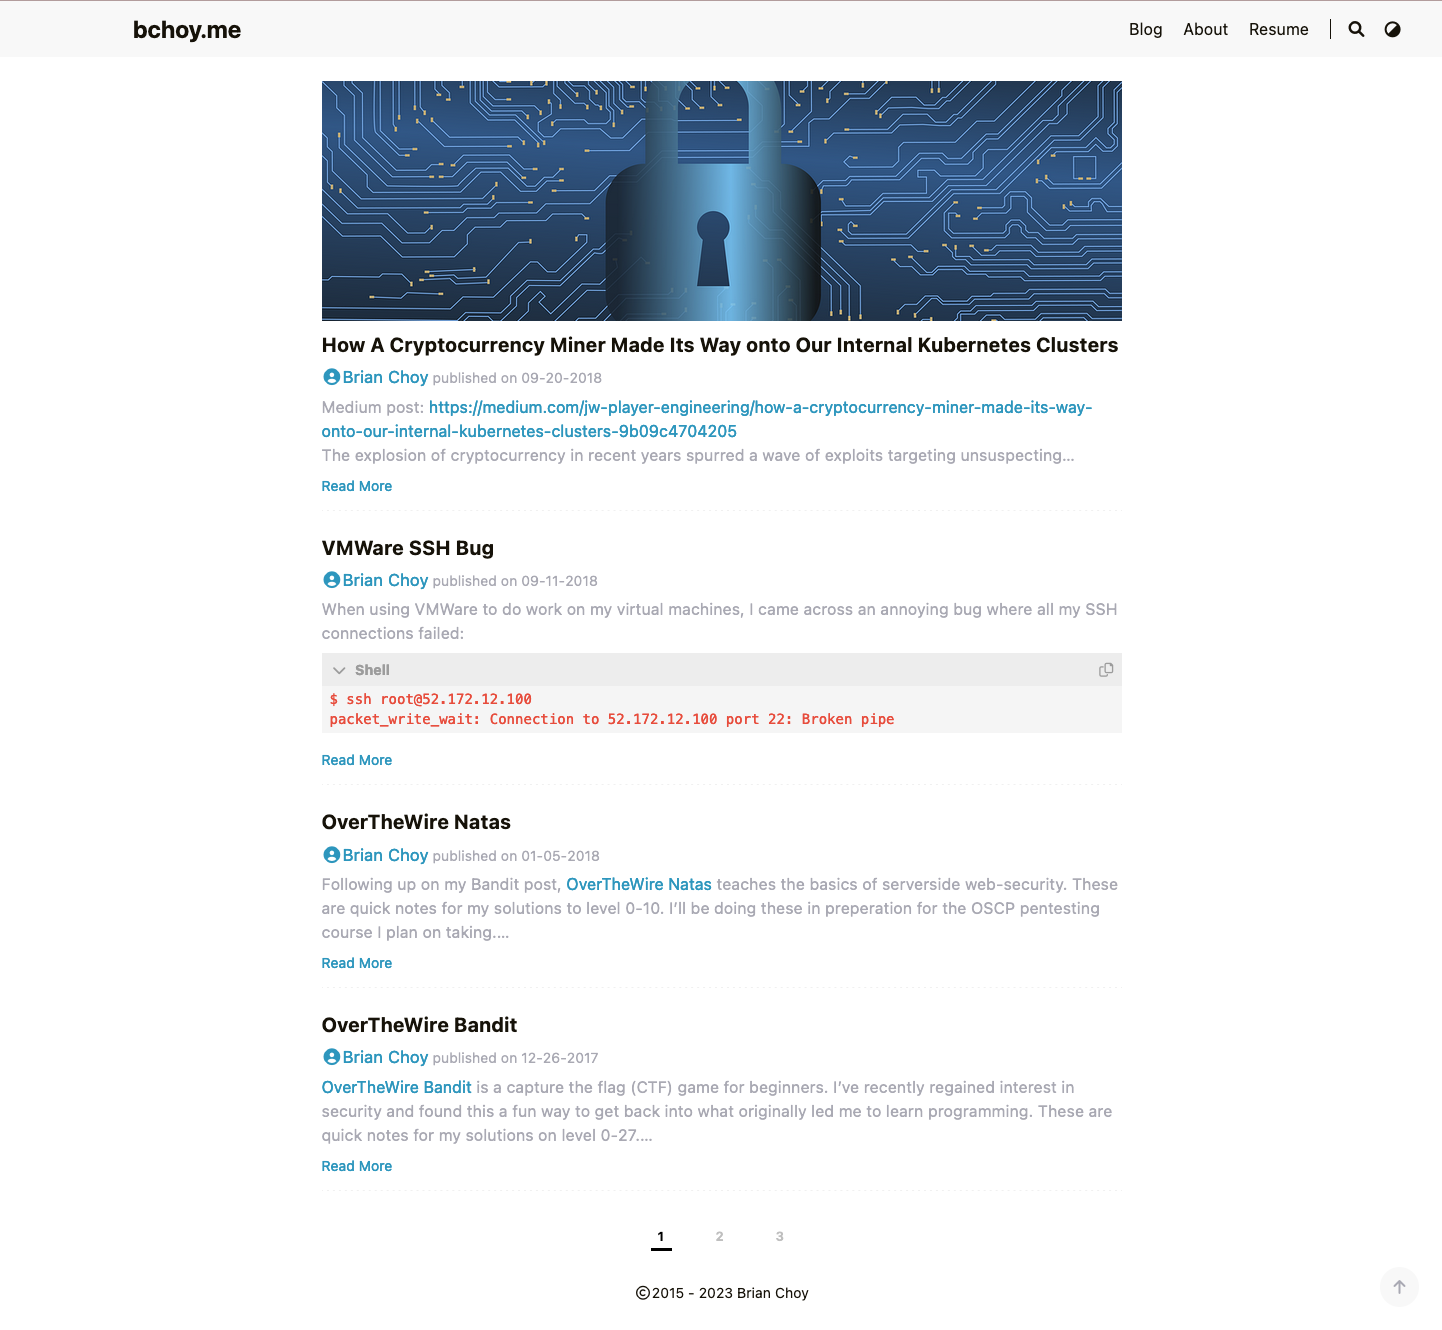 bchoy.me
Blog About Resume
How A Cryptocurrency Miner Made Its Way onto Our Internal Kubernetes Clusters
Brian Choy published on 09-20-2018
Medium post: https://medium.com/jw-player-engineering/how-a-cryptocurrency-miner-made-its-way-
onto-our-internal-kubernetes-clusters-9b09c4704205
The explosion of cryptocurrency in recent years spurred a wave of exploits targeting unsuspecting...
Read More
VMWare SSH Bug
Brian Choy published on 09-11-2018
When using VMWare to do work on my virtual machines, I came across an annoying bug where all my SSH
connections failed:
Shell
$ ssh root@52.172.12.100
packet_write_wait: Connection to 52.172.12.100 port 22: Broken pipe
Read More
OverTheWire Natas
Brian Choy published on 01-05-2018
Following up on my Bandit post, OverTheWire Natas teaches the basics of serverside web-security. These
are quick notes for my solutions to level 0-10. I’ll be doing these in preperation for the OSCP pentesting
course I plan on taking....
Read More
OverTheWire Bandit
Brian Choy published on 12-26-2017
OverTheWire Bandit is a capture the flag (CTF) game for beginners. I’ve recently regained interest in
security and found this a fun way to get back into what originally led me to learn programming. These are
quick notes for my solutions on level 0-27....
Read More
1 2 3
©2015 - 2023 Brian Choy